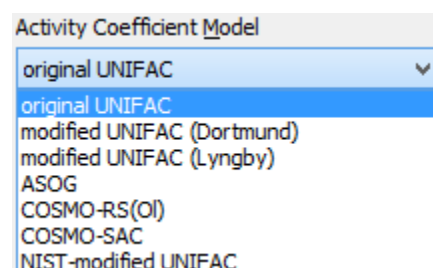 Activity Coefficient Model
original UNIFAC
original UNIFAC
modified UNIFAC (Dortmund)
modified UNIFAC (Lyngby)
ASOG
COSMO-RS(Ol)
COSMO-SAC
NIST-modified UNIFAC